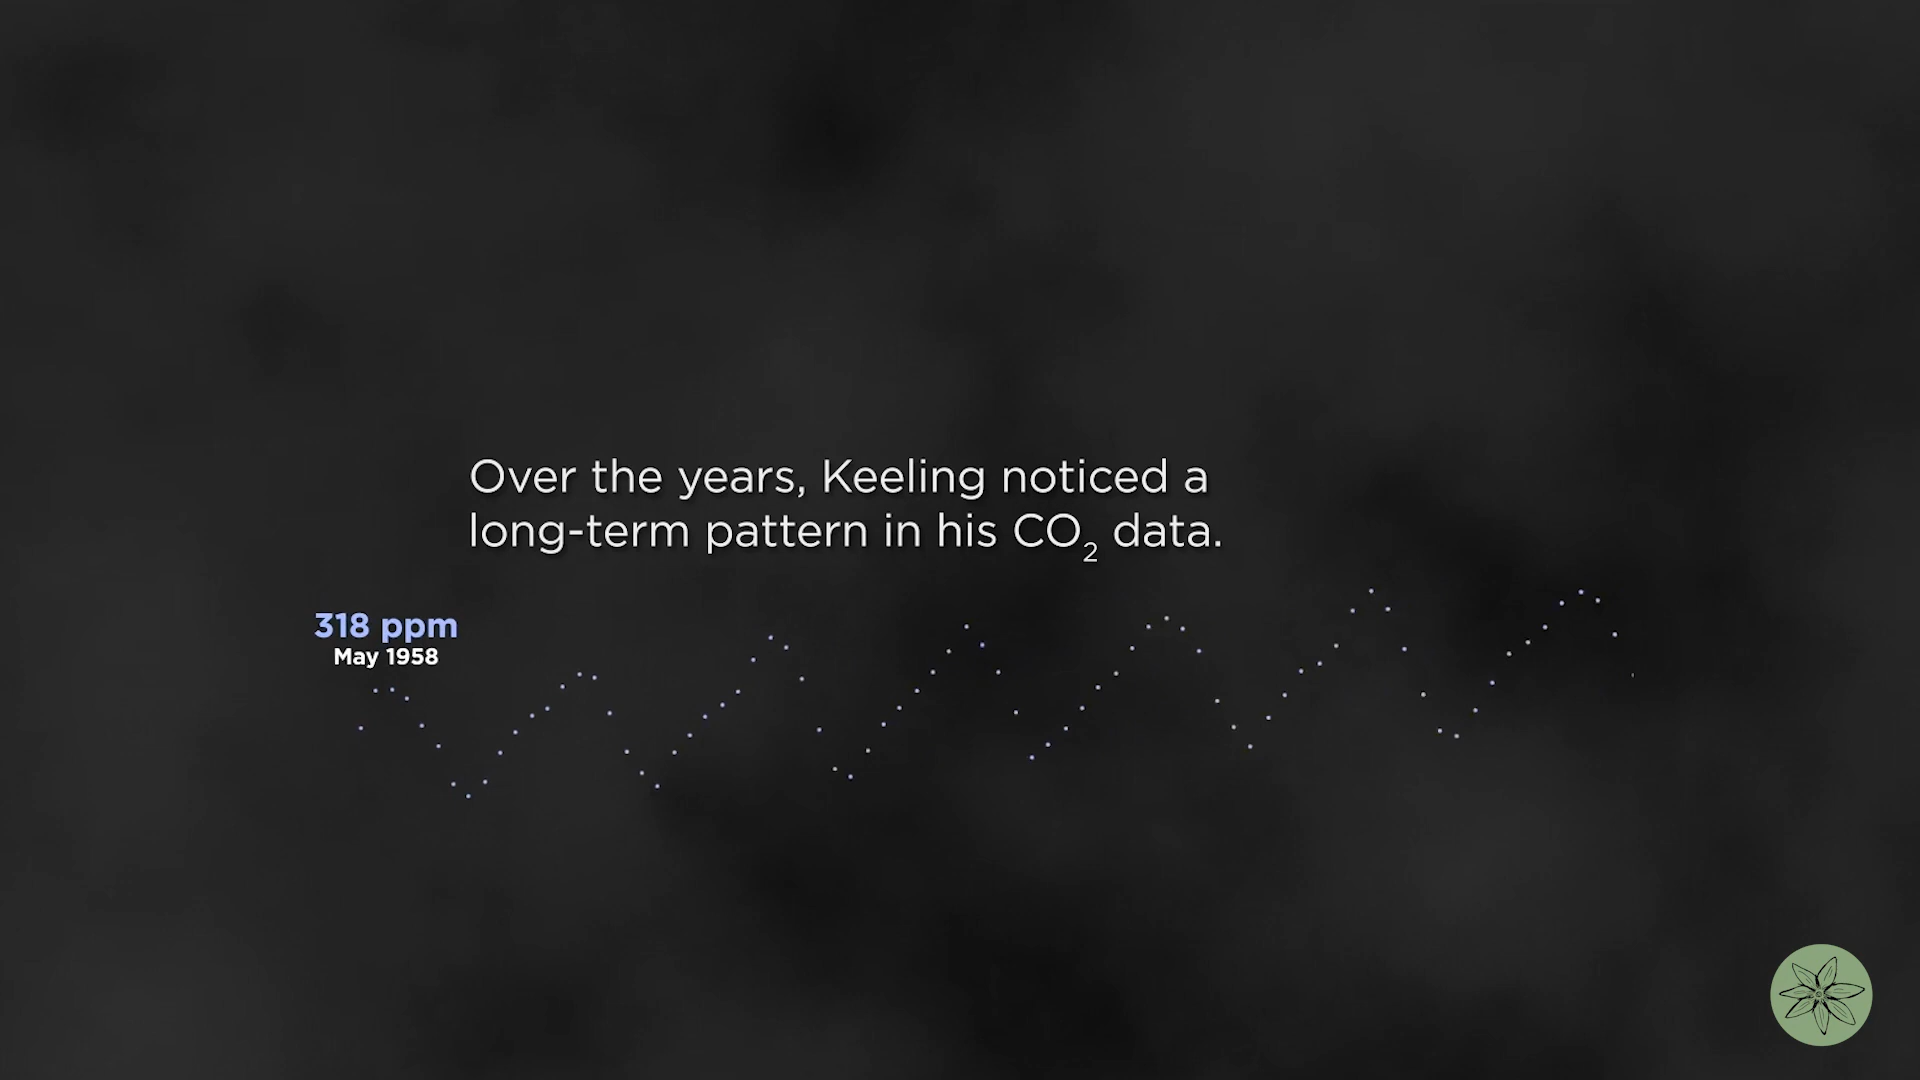 Over the years, Keeling noticed a
long-term pattern in his CO₂ data.
318 ppm
May 1958